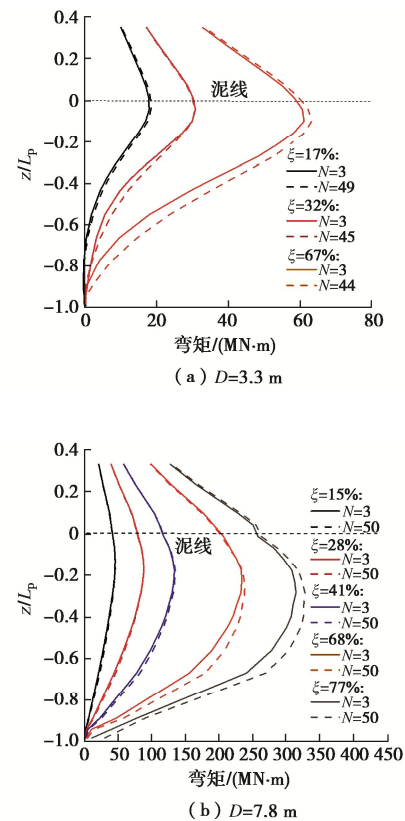 0.4
0.2
0
-0.2
-0.4
-0.6
-0.8
-1.0
z/Lp
泥线
ξ=17%:
N=3
N=49
ξ=32%:
N=3
N=45
ξ=67%:
N=3
N=44
0 20 40 60 80
弯矩/(MN·m)
(a) D=3.3 m
0.4
0.2
0
-0.2
-0.4
-0.6
-0.8
-1.0
z/Lp
泥线
ξ=15%:
N=3
N=50
ξ=28%:
N=3
N=50
ξ=41%:
N=3
N=50
ξ=68%:
N=3
N=50
ξ=77%:
N=3
N=50
0 50 100 150 200 250 300 350 400 450
弯矩/(MN·m)
(b) D=7.8 m